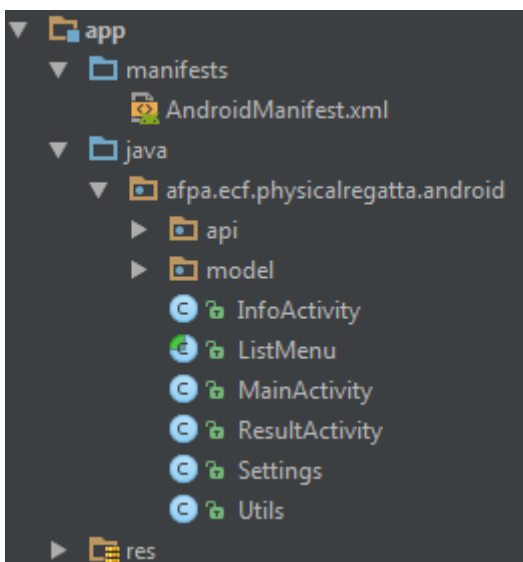 app
manifests
AndroidManifest.xml
java
afpa.ecf.physicalregatta.android
api
model
InfoActivity
ListMenu
MainActivity
ResultActivity
Settings
Utils
res